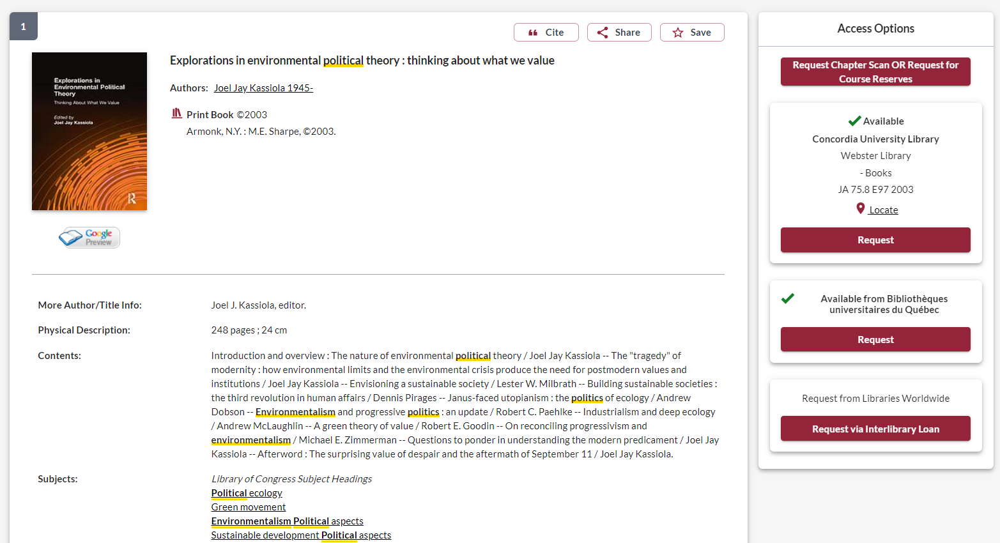 1
Cite
Share
Save
Explorations in
Environmental Political
Theory
Thinking About What We Value
Edited by
Joel Jay Kassiola
R
Google
Preview
Explorations in environmental political theory : thinking about what we value
Authors: Joel Jay Kassiola 1945-
Print Book ©2003
Armonk, N.Y. : M.E. Sharpe, ©2003.
More Author/Title Info: Joel J. Kassiola, editor.
Physical Description: 248 pages ; 24 cm
Contents: Introduction and overview : The nature of environmental political theory / Joel Jay Kassiola -- The "tragedy" of
modernity : how environmental limits and the environmental crisis produce the need for postmodern values and
institutions / Joel Jay Kassiola -- Envisioning a sustainable society / Lester W. Milbrath -- Building sustainable societies :
the third revolution in human affairs / Dennis Pirages -- Janus-faced utopianism : the politics of ecology / Andrew
Dobson -- Environmentalism and progressive politics : an update / Robert C. Paehlke -- Industrialism and deep ecology
/ Andrew McLaughlin -- A green theory of value / Robert E. Goodin -- On reconciling progressivism and
environmentalism / Michael E. Zimmerman -- Questions to ponder in understanding the modern predicament / Joel Jay
Kassiola -- Afterword : The surprising value of despair and the aftermath of September 11 / Joel Jay Kassiola.
Subjects: Library of Congress Subject Headings
Political ecology
Green movement
Environmentalism Political aspects
Sustainable development Political aspects
Access Options
Request Chapter Scan OR Request for
Course Reserves
Available
Concordia University Library
Webster Library
- Books
JA 75.8 E97 2003
Locate
Request
Available from Bibliothèques
universitaires du Québec
Request
Request from Libraries Worldwide
Request via Interlibrary Loan